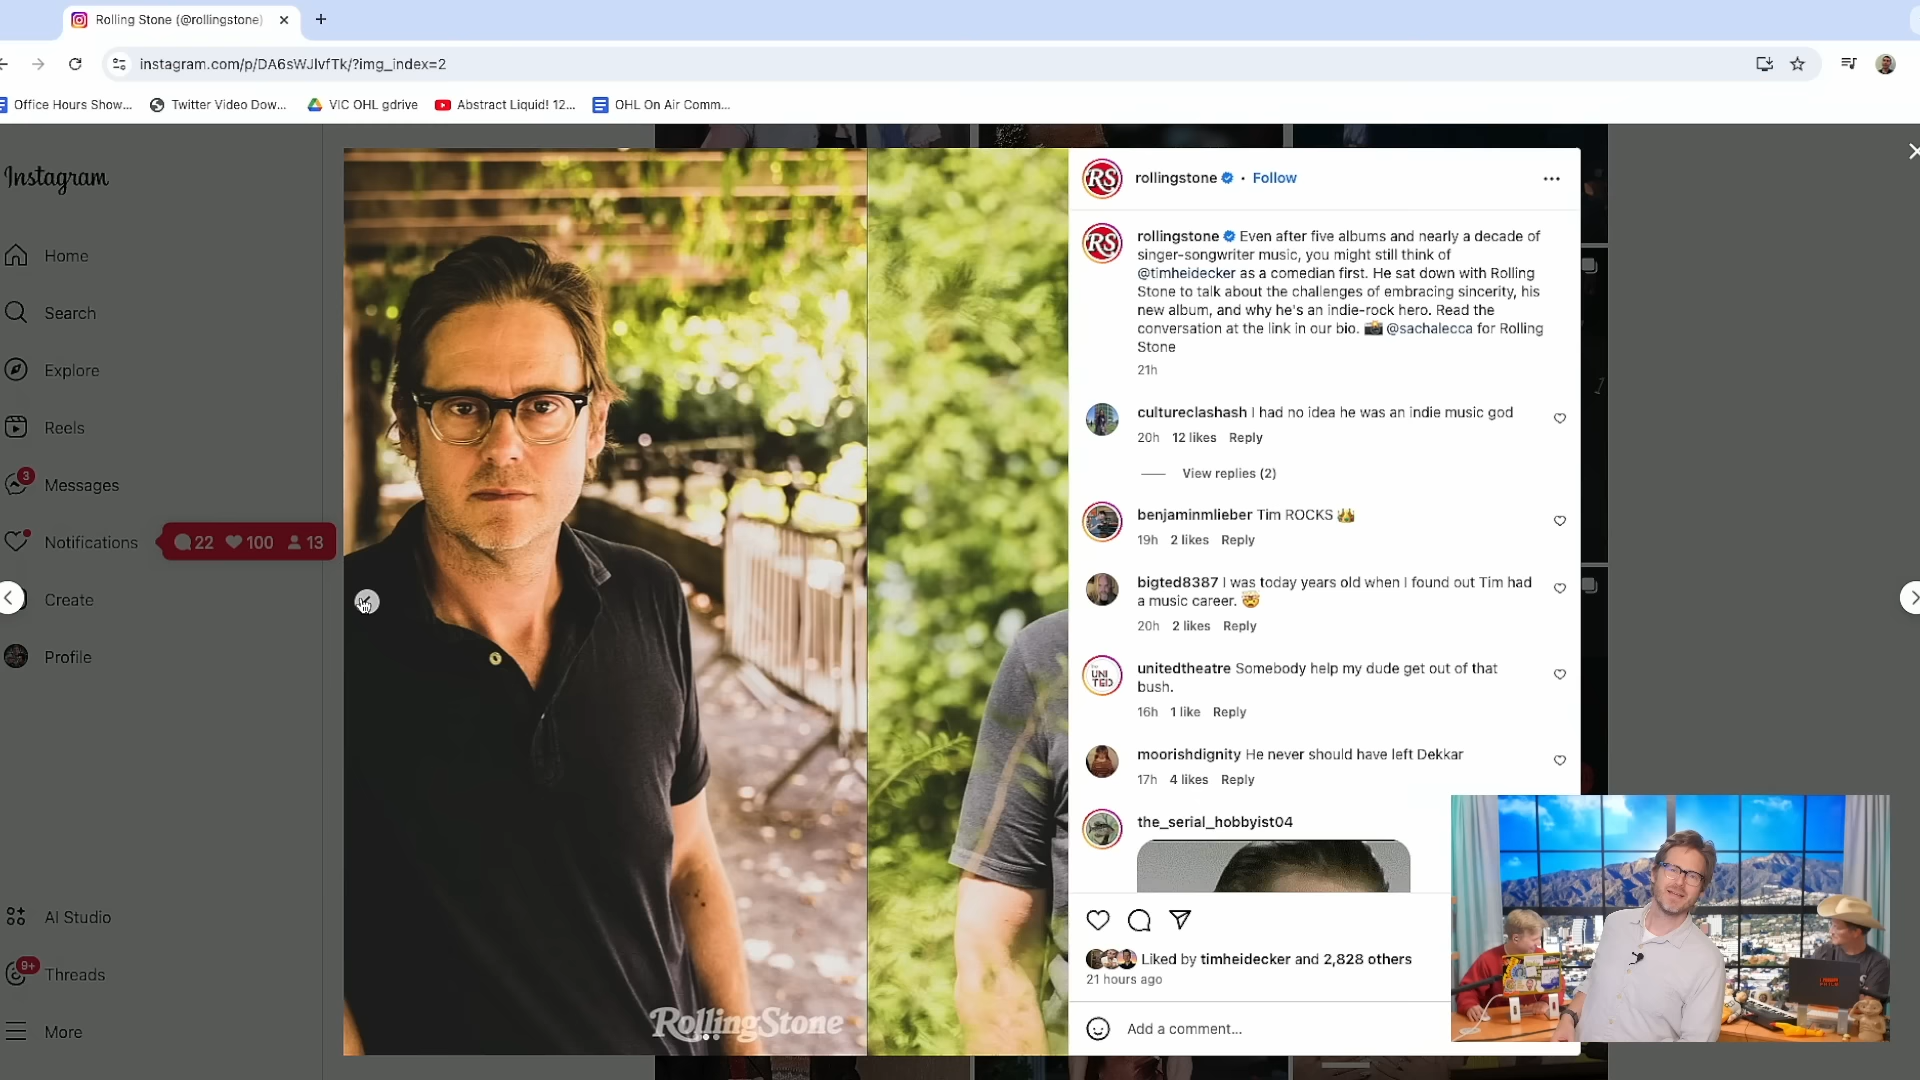 Rolling Stone (@rollingstone)
instagram.com/p/DA6sWJlvfTk/?img_index=2
Office Hours Show...
Twitter Video Dow...
VIC OHL gdrive
Abstract Liquid! 12...
OHL On Air Comm...
Instagram
Home
Search
Explore
Reels
3
Messages
Notifications
22
100
13
Create
Profile
AI Studio
9+
Threads
More
RollingStone
RS
rollingstone • Follow
RS
rollingstone Even after five albums and nearly a decade of
singer-songwriter music, you might still think of
@timheidecker as a comedian first. He sat down with Rolling
Stone to talk about the challenges of embracing sincerity, his
new album, and why he's an indie-rock hero. Read the
conversation at the link in our bio. 📸 @sachalecca for Rolling
Stone
21h
cultureclashash I had no idea he was an indie music god
20h 12 likes Reply
View replies (2)
benjaminmlieber Tim ROCKS 🙌
19h 2 likes Reply
bigted8387 I was today years old when I found out Tim had
a music career. 🤯
20h 2 likes Reply
UNI
TED
unitedtheatre Somebody help my dude get out of that
bush.
16h 1 like Reply
moorishdignity He never should have left Dekkar
17h 4 likes Reply
the_serial_hobbyist04
Liked by timheidecker and 2,828 others
21 hours ago
Add a comment...